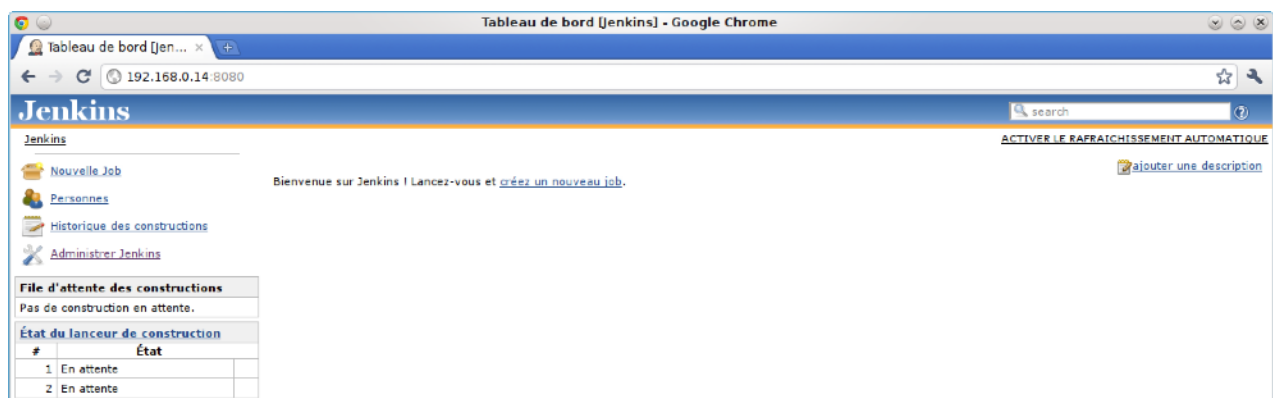 Tableau de bord [Jenkins] - Google Chrome
Tableau de bord [Jen... ×
192.168.0.14:8080
Jenkins
search
Jenkins
ACTIVER LE RAFRAICHISSEMENT AUTOMATIQUE
Nouvelle Job
ajouter une description
Bienvenue sur Jenkins ! Lancez-vous et créez un nouveau job.
Personnes
Historique des constructions
Administrer Jenkins
File d'attente des constructions
Pas de construction en attente.
État du lanceur de construction
# État
1 En attente
2 En attente